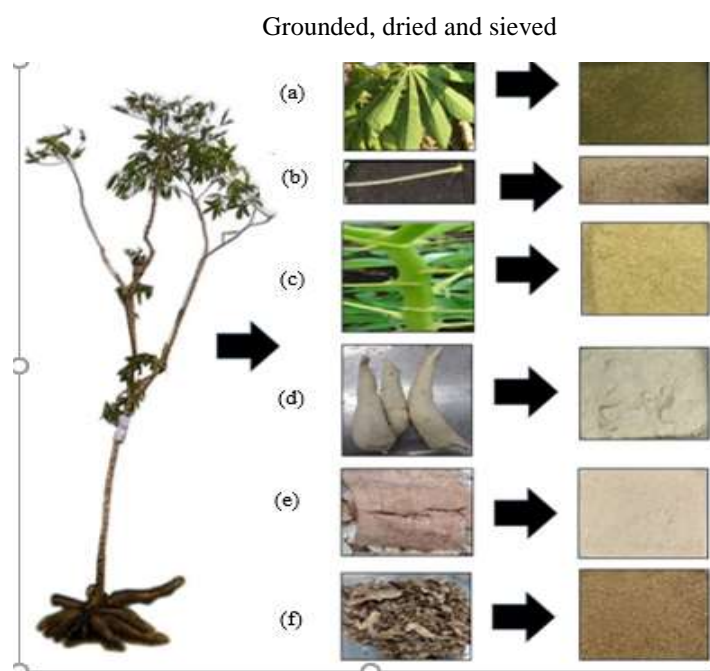 Grounded, dried and sieved
(a)
(b)
(c)
(d)
(e)
(f)